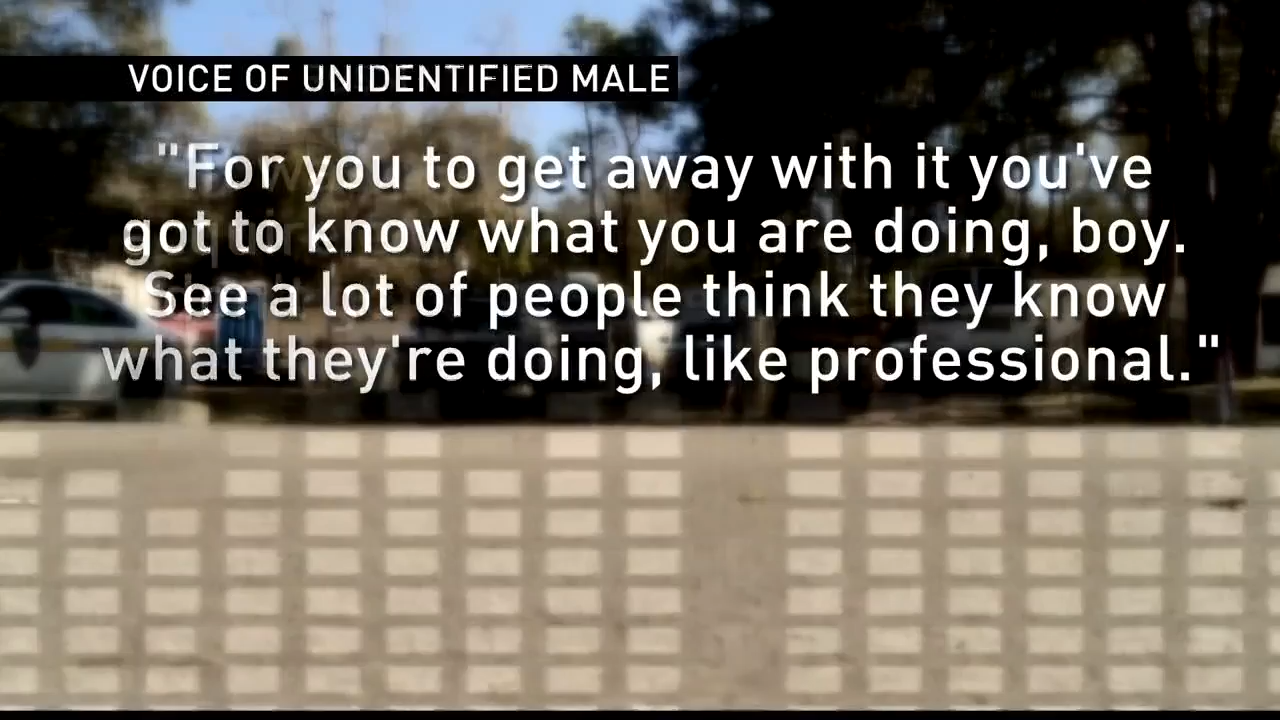 VOICE OF UNIDENTIFIED MALE
"For you to get away with it you've
got to know what you are doing, boy.
See a lot of people think they know
what they're doing, like professional."